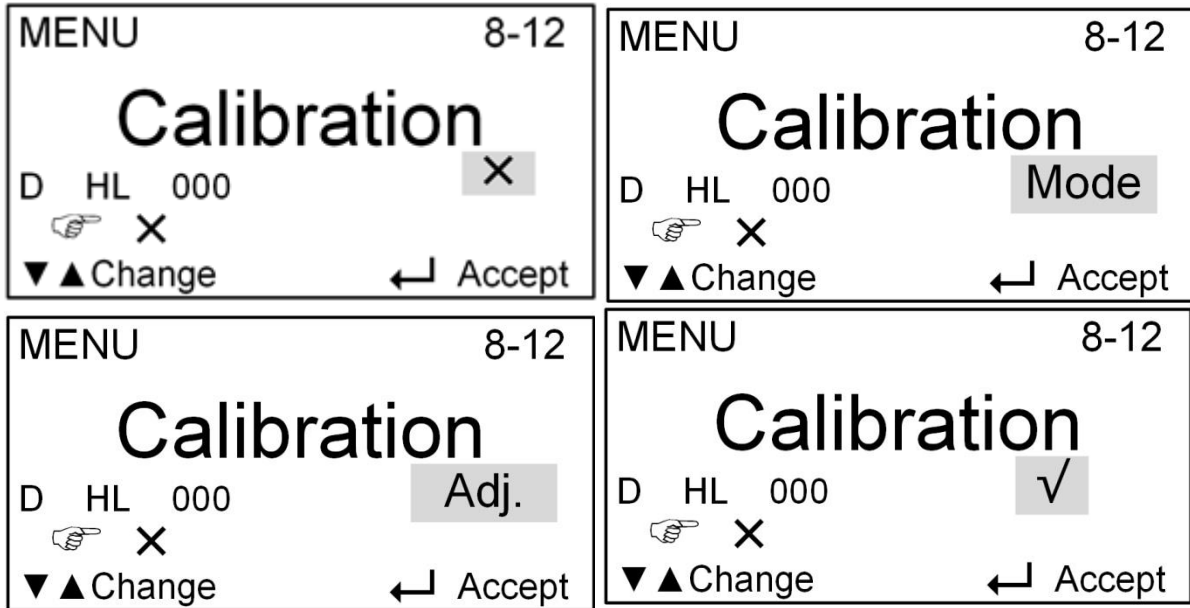 MENU 8-12
Calibration
×
D HL 000
☞ ×
▼▲Change ↵ Accept
MENU 8-12
Calibration
Mode
D HL 000
☞ ×
▼▲Change ↵ Accept
MENU 8-12
Calibration
Adj.
D HL 000
☞ ×
▼▲Change ↵ Accept
MENU 8-12
Calibration
√
D HL 000
☞ ×
▼▲Change ↵ Accept